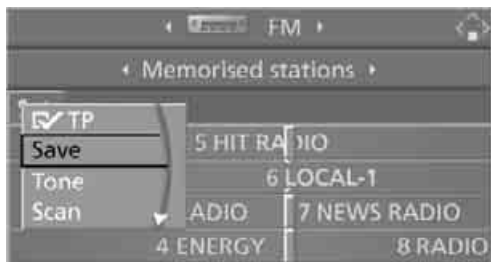 FM
Memorised stations
TP
Save
Tone
Scan
5 HIT RADIO
6 LOCAL-1
ADIO
7 NEWS RADIO
4 ENERGY
8 RADIO